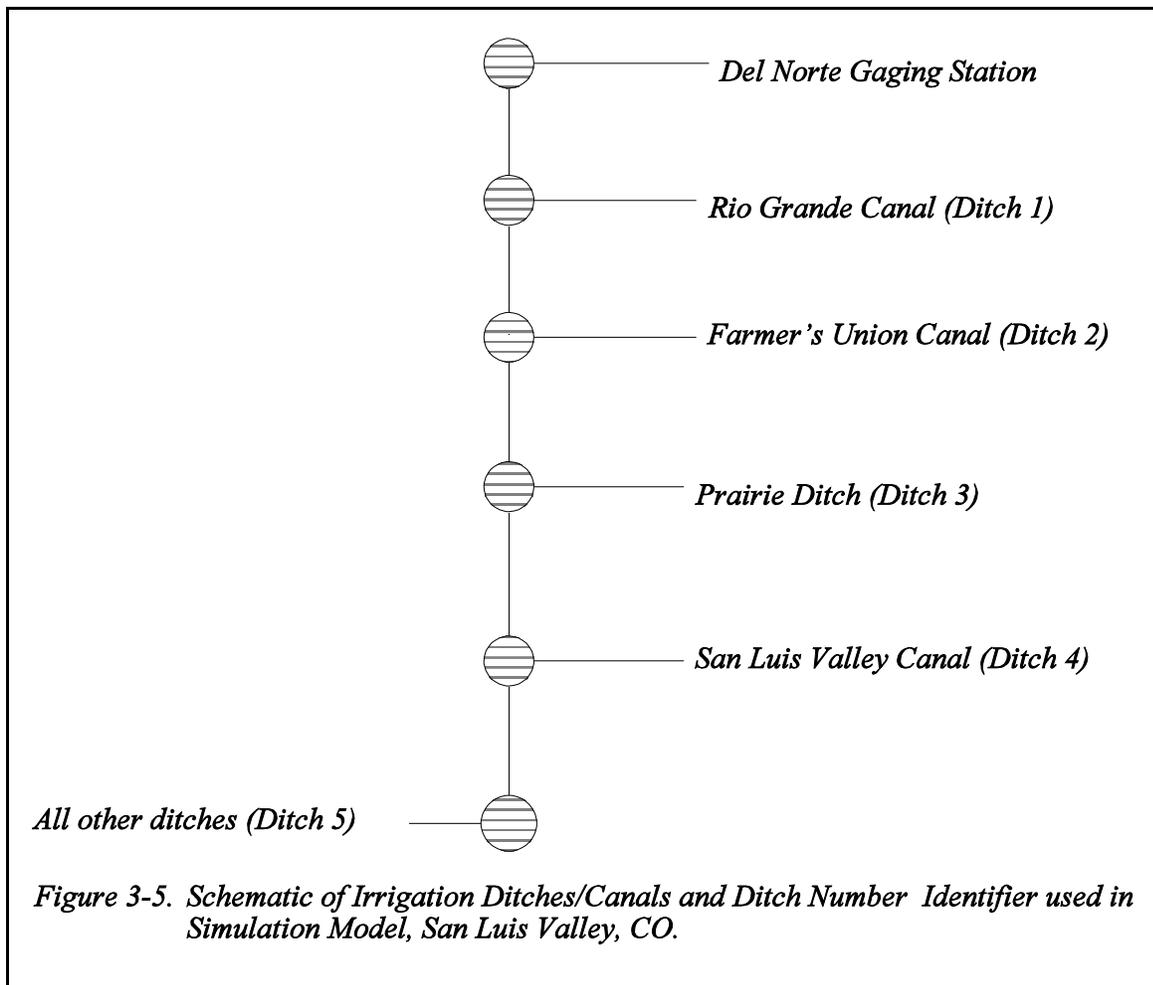 Del Norte Gaging Station
Rio Grande Canal (Ditch 1)
Farmer's Union Canal (Ditch 2)
Prairie Ditch (Ditch 3)
San Luis Valley Canal (Ditch 4)
All other ditches (Ditch 5)
Figure 3-5. Schematic of Irrigation Ditches/Canals and Ditch Number Identifier used in
Simulation Model, San Luis Valley, CO.